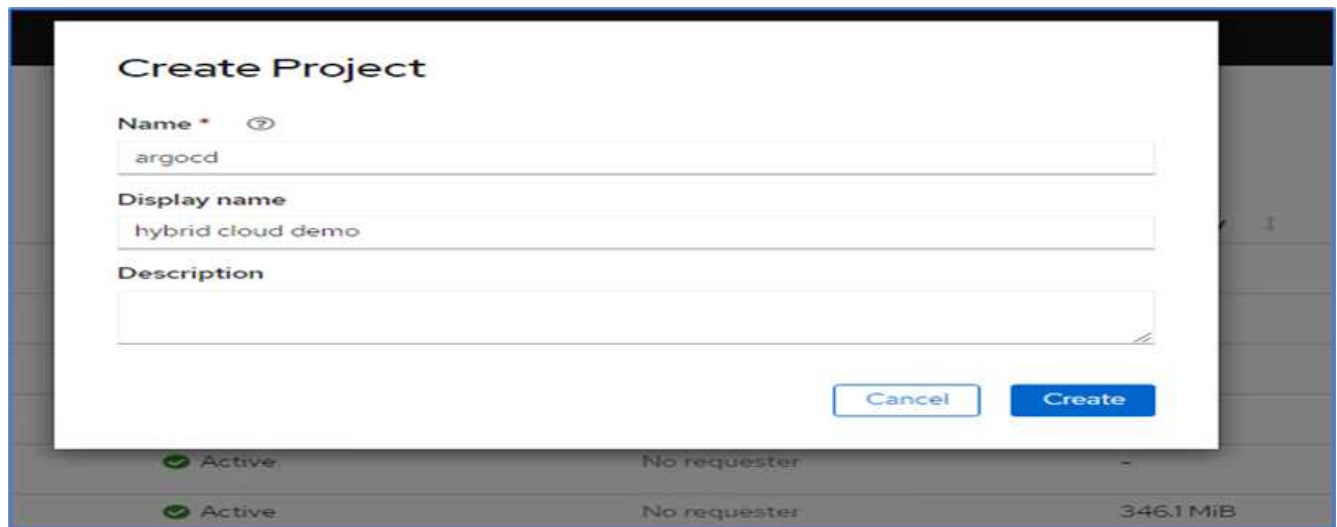 Create Project
Name *
argocd
Display name
hybrid cloud demo
Description
Cancel Create
Active No requester -
Active No requester 346.1 MiB